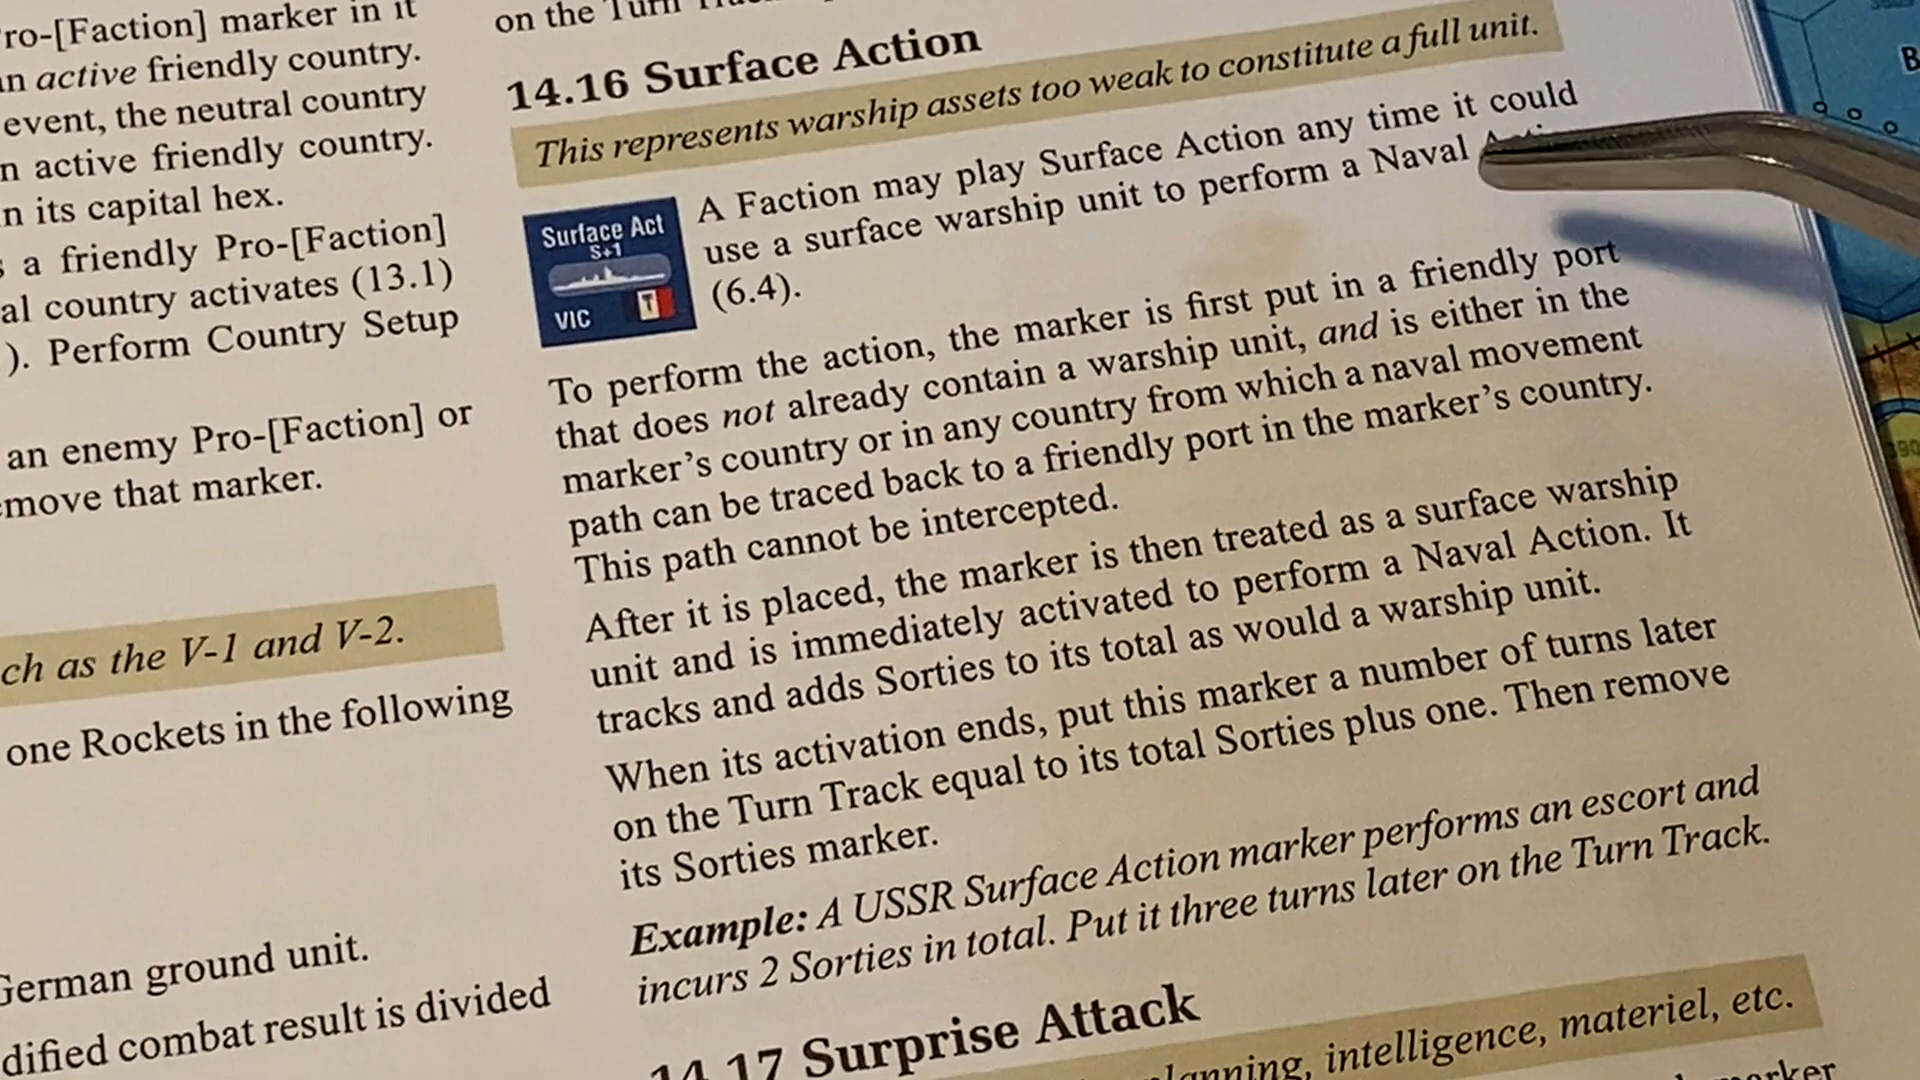 ro-[Faction] marker in it
an active friendly country.
event, the neutral country
n active friendly country.
n its capital hex.
s a friendly Pro-[Faction]
al country activates (13.1)
). Perform Country Setup
an enemy Pro-[Faction] or
move that marker.
ch as the V-1 and V-2.
one Rockets in the following
German ground unit.
dified combat result is divided
on the Turn
14.16 Surface Action
This represents warship assets too weak to constitute a full unit.
Surface Act
S+1
T
VIC
A Faction may play Surface Action any time it could
use a surface warship unit to perform a Naval
(6.4).
To perform the action, the marker is first put in a friendly port
that does not already contain a warship unit, and is either in the
marker's country or in any country from which a naval movement
path can be traced back to a friendly port in the marker's country.
This path cannot be intercepted.
After it is placed, the marker is then treated as a surface warship
unit and is immediately activated to perform a Naval Action. It
tracks and adds Sorties to its total as would a warship unit.
When its activation ends, put this marker a number of turns later
on the Turn Track equal to its total Sorties plus one. Then remove
its Sorties marker.
Example: A USSR Surface Action marker performs an escort and
incurs 2 Sorties in total. Put it three turns later on the Turn Track.
14.17 Surprise Attack
lanning, intelligence, materiel, etc.
marker
B